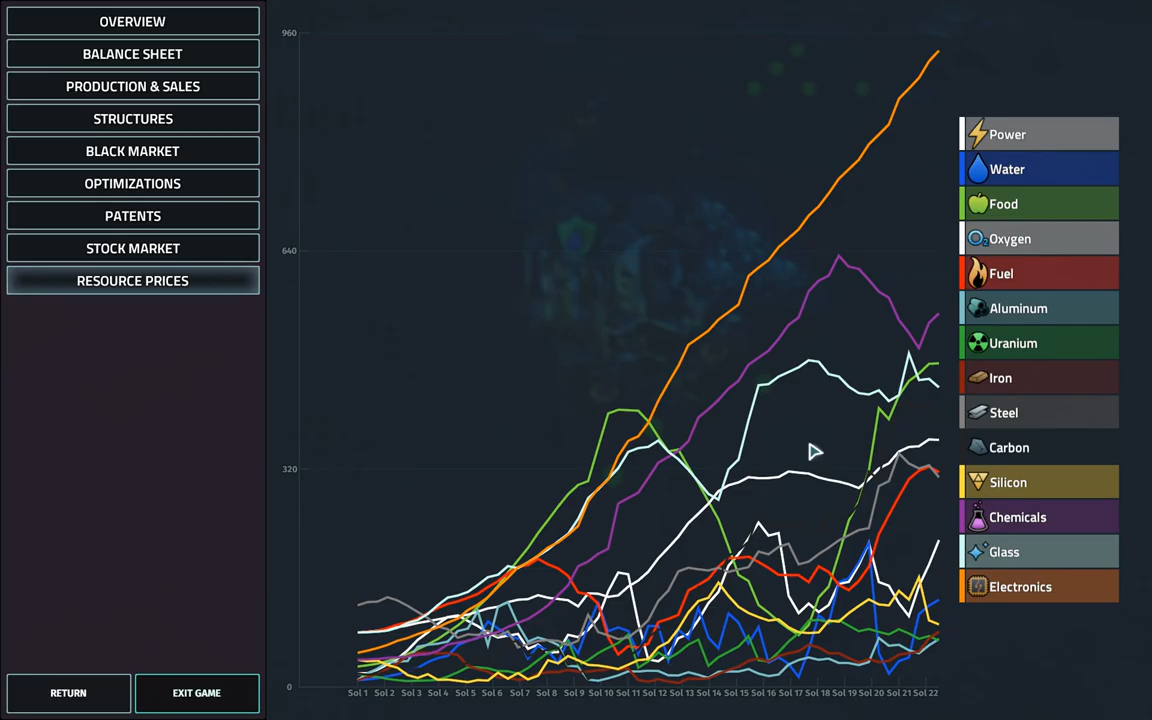 OVERVIEW
BALANCE SHEET
PRODUCTION & SALES
STRUCTURES
BLACK MARKET
OPTIMIZATIONS
PATENTS
STOCK MARKET
RESOURCE PRICES
RETURN
EXIT GAME
960
640
320
0
Sol 1 Sol 2 Sol 3 Sol 4 Sol 5 Sol 6 Sol 7 Sol 8 Sol 9 Sol 10 Sol 11 Sol 12 Sol 13 Sol 14 Sol 15 Sol 16 Sol 17 Sol 18 Sol 19 Sol 20 Sol 21 Sol 22
Power
Water
Food
O2 Oxygen
Fuel
Aluminum
Uranium
Iron
Steel
Carbon
Silicon
Chemicals
Glass
Electronics